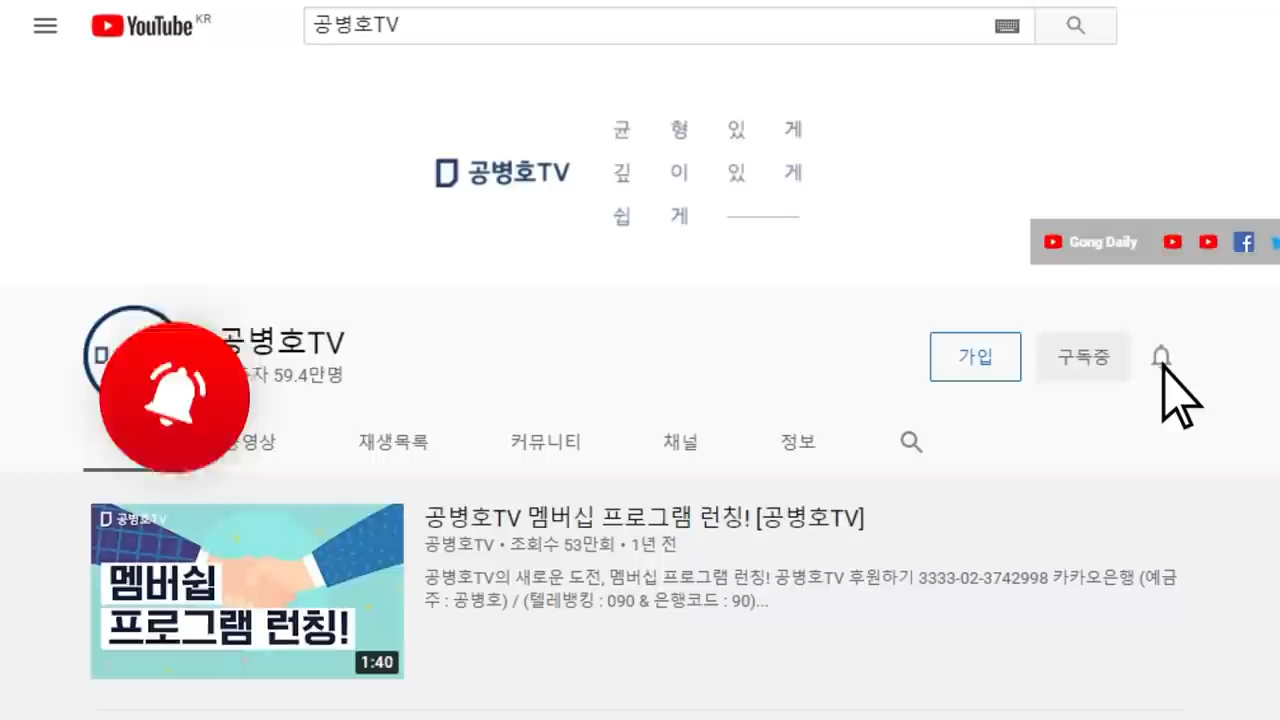 YouTube KR
공병호TV
균 형 있 게
공병호TV
깊 이 있 게
쉽 게
Gong Daily
공병호TV
59.4만명
가입
구독중
재생목록
커뮤니티
채널
정보
공병호TV
멤버쉽
프로그램 런칭!
1:40
공병호TV 멤버십 프로그램 런칭! [공병호TV]
공병호TV • 조회수 53만회 • 1년 전
공병호TV의 새로운 도전, 멤버십 프로그램 런칭! 공병호TV 후원하기 3333-02-3742998 카카오은행 (예금
주 : 공병호) / (텔레뱅킹 : 090 & 은행코드 : 90)...